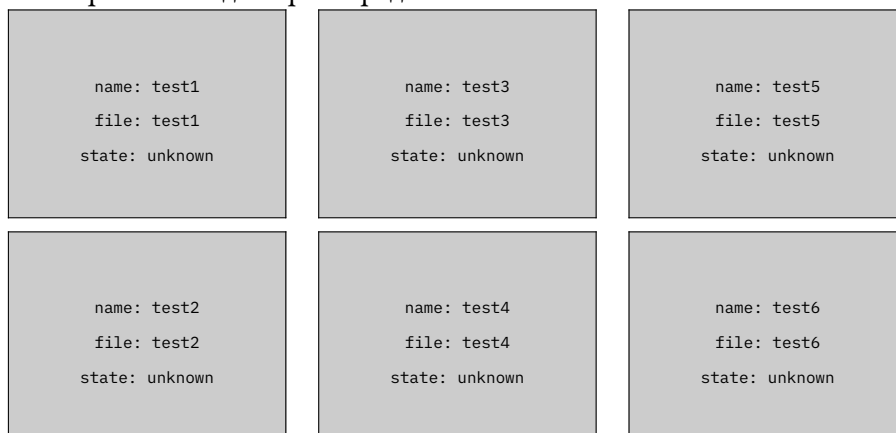 name: test1
file: test1
state: unknown
name: test3
file: test3
state: unknown
name: test5
file: test5
state: unknown
name: test2
file: test2
state: unknown
name: test4
file: test4
state: unknown
name: test6
file: test6
state: unknown